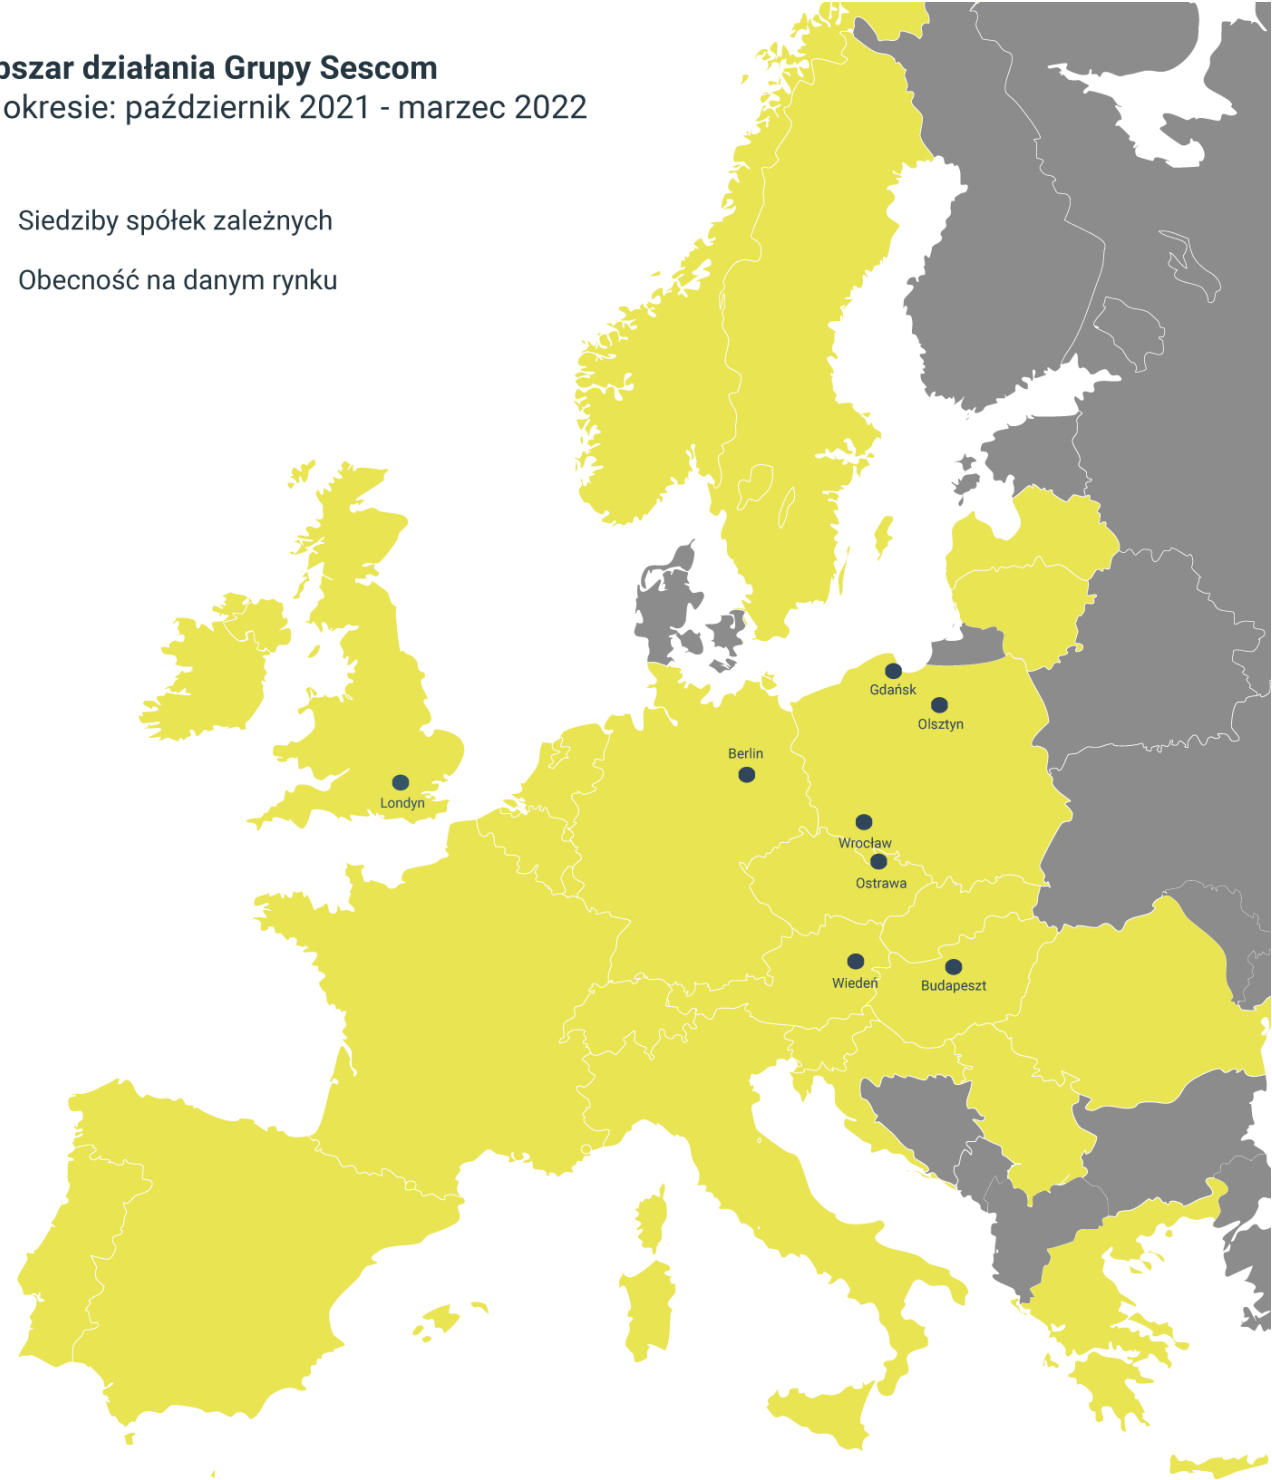 bszar działania Grupy Sescom
okresie: październik 2021 - marzec 2022
Siedziby spółek zależnych
Obecność na danym rynku
Gdańsk
Olsztyn
Berlin
Londyn
Wrocław
Ostrawa
Wiedeń
Budapeszt